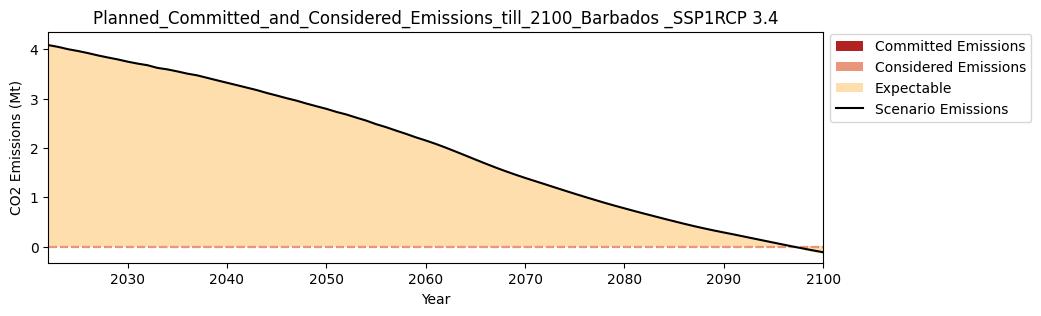 Planned_Committed_and_Considered_Emissions_till_2100_Barbados _SSP1RCP 3.4
CO2 Emissions (Mt)
4
3
2
1
0
2030 2040 2050 2060 2070 2080 2090 2100
Year
Committed Emissions
Considered Emissions
Expectable
Scenario Emissions